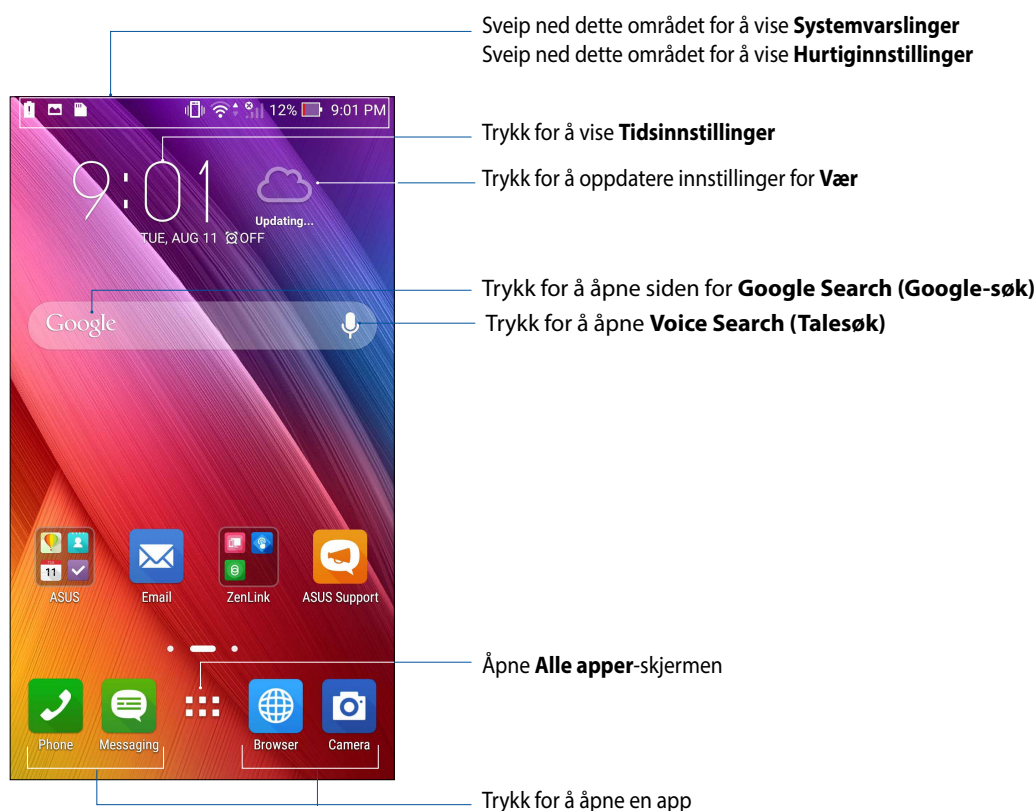 Sveip ned dette området for å vise Systemvarslinger
Sveip ned dette området for å vise Hurtiginnstillinger
12% 9:01 PM
Trykk for å vise Tidsinnstillinger
9:01
Trykk for å oppdatere innstillinger for Vær
Updating...
TUE, AUG 11 OFF
Trykk for å åpne siden for Google Search (Google-søk)
Google
Trykk for å åpne Voice Search (Talesøk)
11
ASUS Email ZenLink ASUS Support
Åpne Alle apper-skjermen
Phone Messaging Browser Camera
Trykk for å åpne en app